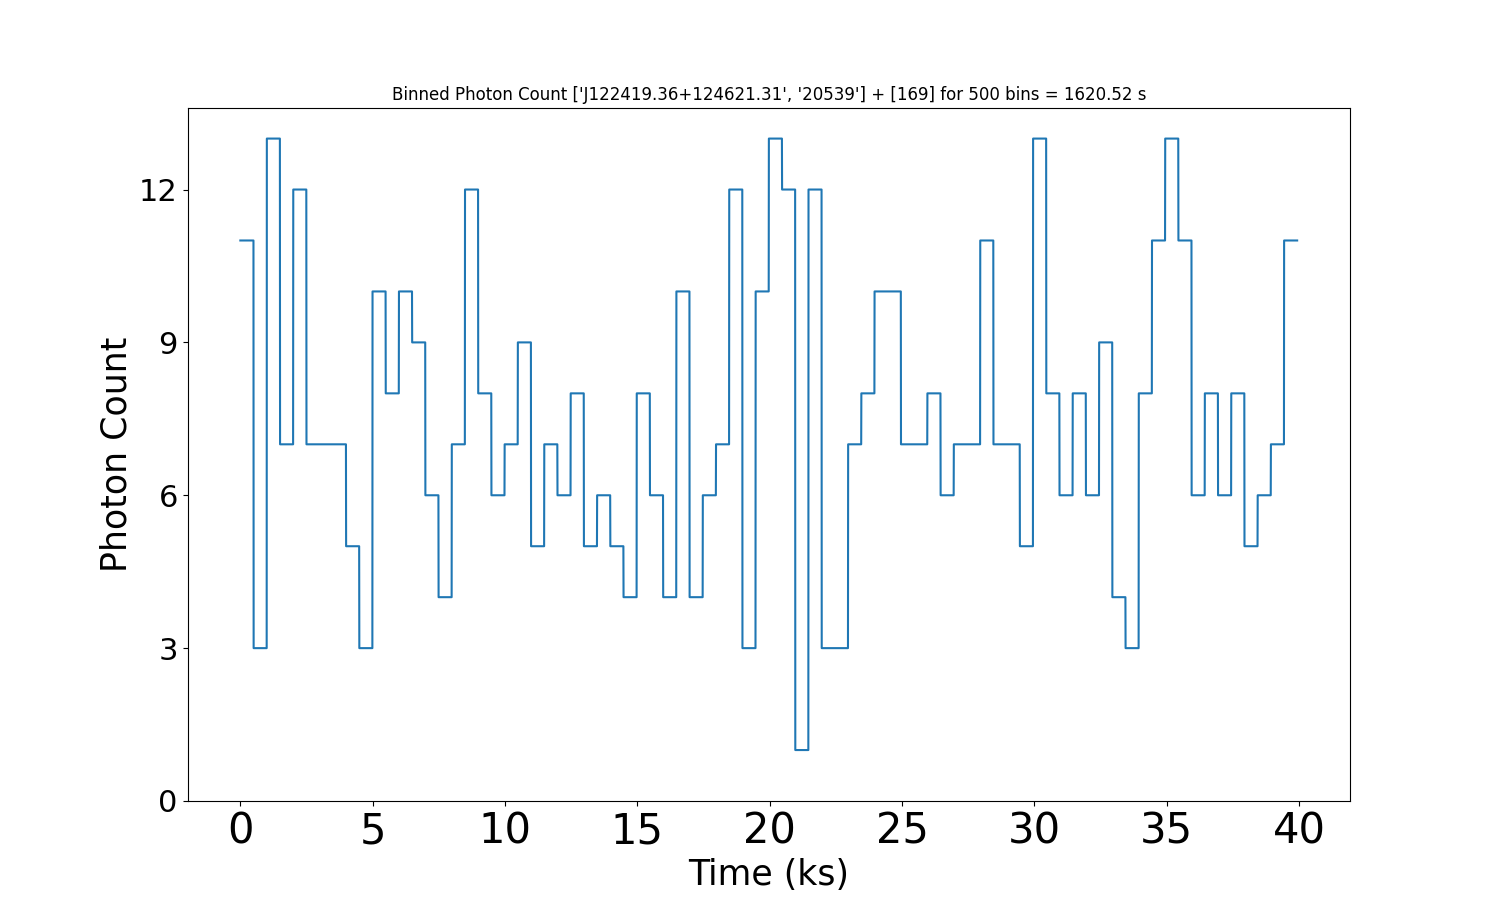 Binned Photon Count ['J122419.36+124621.31', '20539'] + [169] for 500 bins = 1620.52 s
12
9
6
3
0
Photon Count
0 5 10 15 20 25 30 35 40
Time (ks)